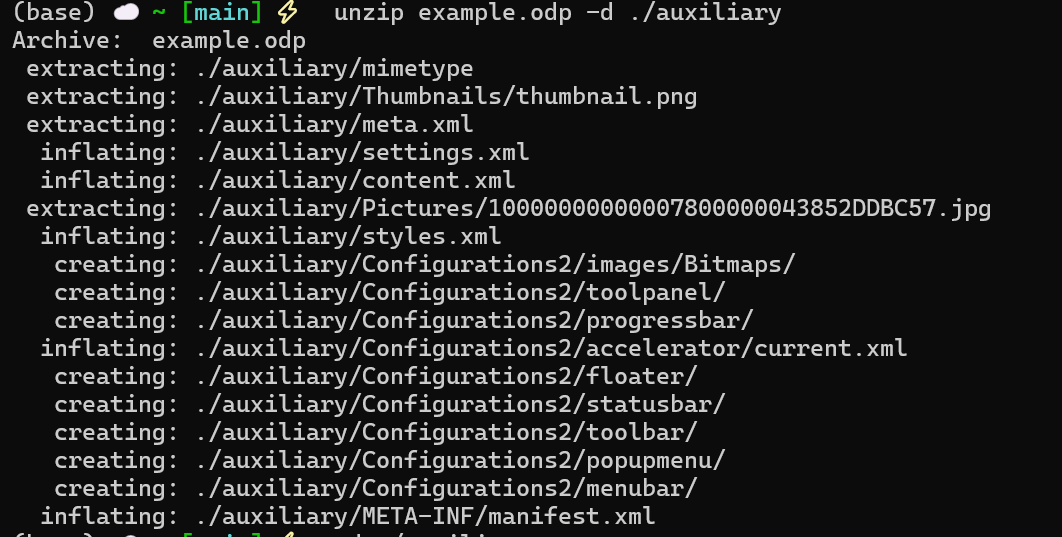 (base) ☁️ ~ [main] ⚡ unzip example.odp -d ./auxiliary
Archive:  example.odp
 extracting: ./auxiliary/mimetype
 extracting: ./auxiliary/Thumbnails/thumbnail.png
 extracting: ./auxiliary/meta.xml
  inflating: ./auxiliary/settings.xml
  inflating: ./auxiliary/content.xml
 extracting: ./auxiliary/Pictures/10000000000007800000043852DDBC57.jpg
  inflating: ./auxiliary/styles.xml
   creating: ./auxiliary/Configurations2/images/Bitmaps/
   creating: ./auxiliary/Configurations2/toolpanel/
   creating: ./auxiliary/Configurations2/progressbar/
  inflating: ./auxiliary/Configurations2/accelerator/current.xml
   creating: ./auxiliary/Configurations2/floater/
   creating: ./auxiliary/Configurations2/statusbar/
   creating: ./auxiliary/Configurations2/toolbar/
   creating: ./auxiliary/Configurations2/popupmenu/
   creating: ./auxiliary/Configurations2/menubar/
  inflating: ./auxiliary/META-INF/manifest.xml